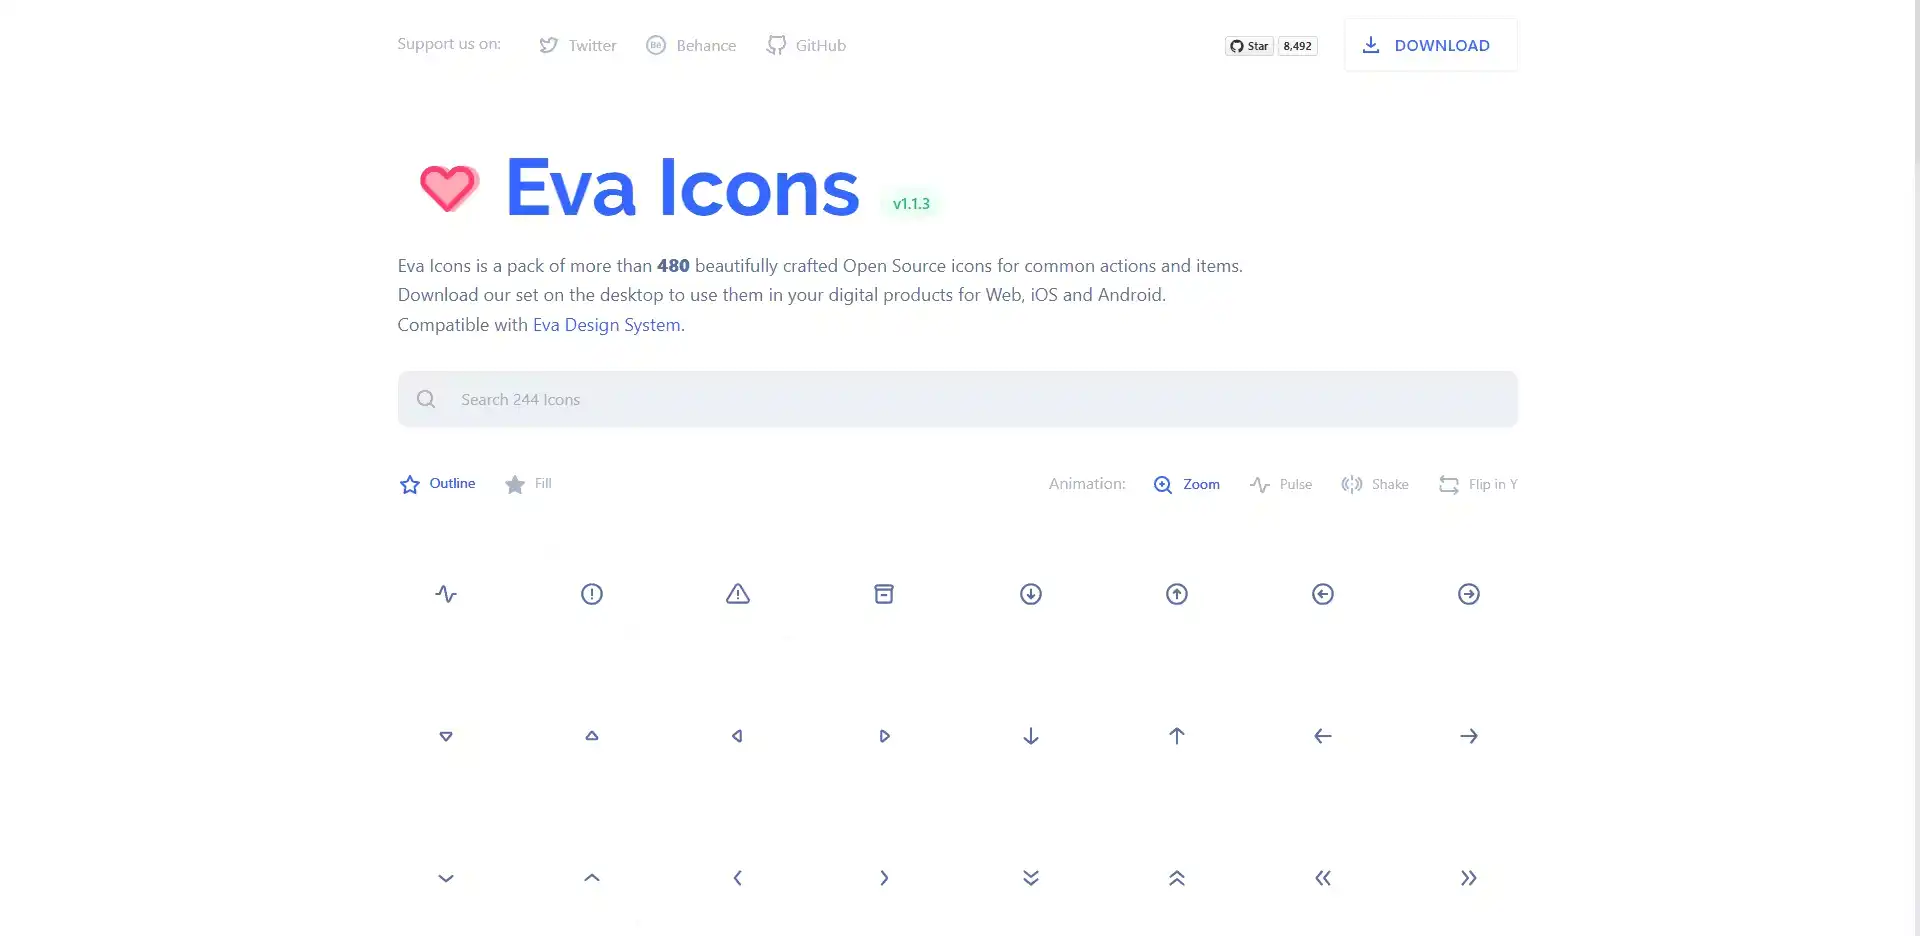 Support us on:
Twitter
Behance
GitHub
Star
8,492
DOWNLOAD
Eva Icons
v1.1.3
Eva Icons is a pack of more than 480 beautifully crafted Open Source icons for common actions and items.
Download our set on the desktop to use them in your digital products for Web, iOS and Android.
Compatible with Eva Design System.
Search 244 Icons
Outline
Fill
Animation:
Zoom
Pulse
Shake
Flip in Y